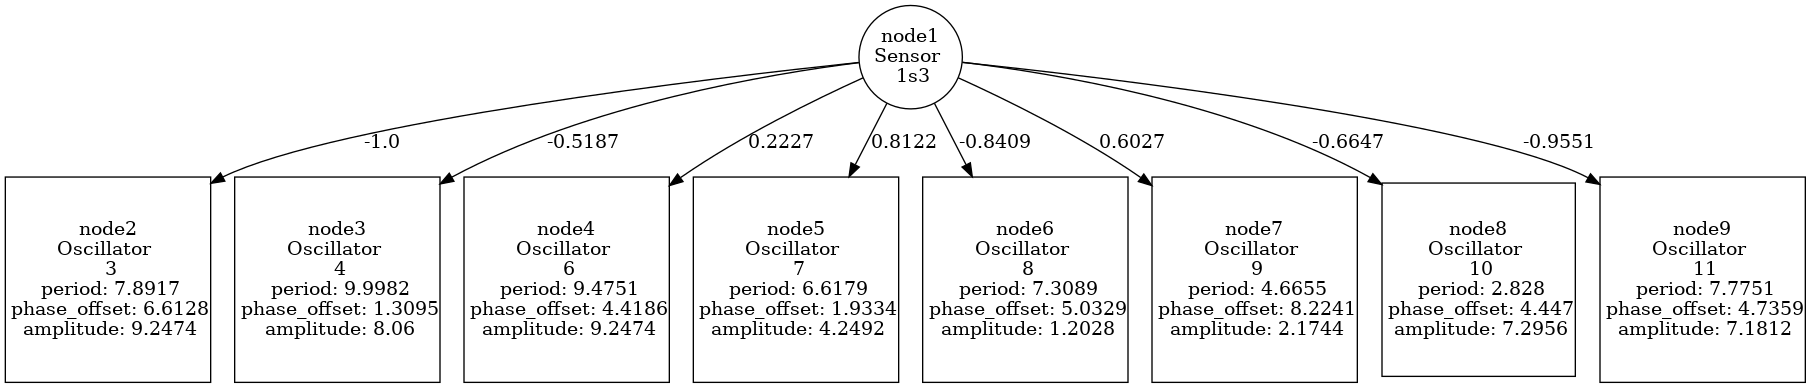 node1
Sensor
1s3
-1.0
-0.5187
0.2227
0.8122
-0.8409
0.6027
-0.6647
-0.9551
node2
Oscillator
3
period: 7.8917
phase_offset: 6.6128
amplitude: 9.2474
node3
Oscillator
4
period: 9.9982
phase_offset: 1.3095
amplitude: 8.06
node4
Oscillator
6
period: 9.4751
phase_offset: 4.4186
amplitude: 9.2474
node5
Oscillator
7
period: 6.6179
phase_offset: 1.9334
amplitude: 4.2492
node6
Oscillator
8
period: 7.3089
phase_offset: 5.0329
amplitude: 1.2028
node7
Oscillator
9
period: 4.6655
phase_offset: 8.2241
amplitude: 2.1744
node8
Oscillator
10
period: 2.828
phase_offset: 4.447
amplitude: 7.2956
node9
Oscillator
11
period: 7.7751
phase_offset: 4.7359
amplitude: 7.1812